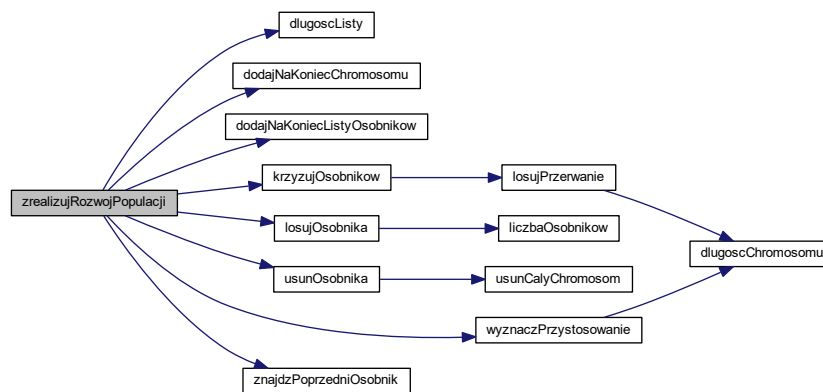 dlugoscListy
dodajNaKoniecChromosomu
dodajNaKoniecListyOsobnikow
krzyzujOsobnikow
losujPrzerwanie
zrealizujRozwojPopulacji
losujOsobnika
liczbaOsobnikow
dlugoscChromosomu
usunOsobnika
usunCalyChromosom
wyznaczPrzystosowanie
znajdzPoprzedniOsobnik